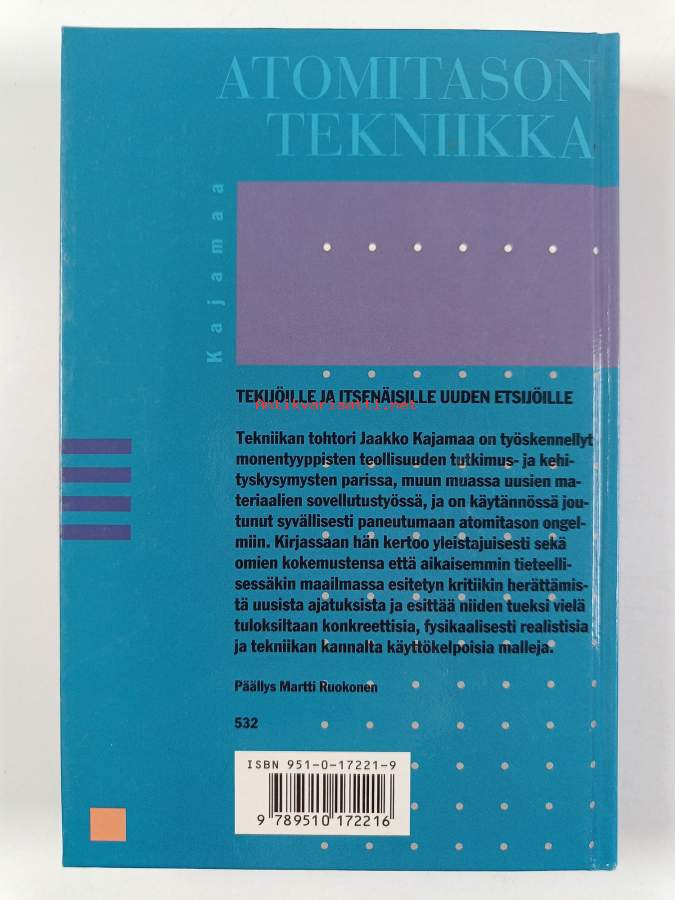 ATOMITASON
TEKNIIKKA
Kajamaa
TEKIJÖILLE JA ITSENÄISILLE UUDEN ETSIJÖILLE
Antikvariaatti.net
Tekniikan tohtori Jaakko Kajamaa on työskennellyt
monentyyppisten teollisuuden tutkimus- ja kehi-
tyskysymysten parissa, muun muassa uusien ma-
teriaalien sovellutustyössä, ja on käytännössä jou-
tunut syvällisesti paneutumaan atomitason ongel-
miin. Kirjassaan hän kertoo yleistajuisesti sekä
omien kokemustensa että aikaisemmin tieteelli-
sessäkin maailmassa esitetyn kritiikin herättämis-
tä uusista ajatuksista ja esittää niiden tueksi vielä
tuloksiltaan konkreettisia, fysikaalisesti realistisia
ja tekniikan kannalta käyttökelpoisia malleja.
Päällys Martti Ruokonen
532
ISBN 951-0-17221-9
9 789510 172216